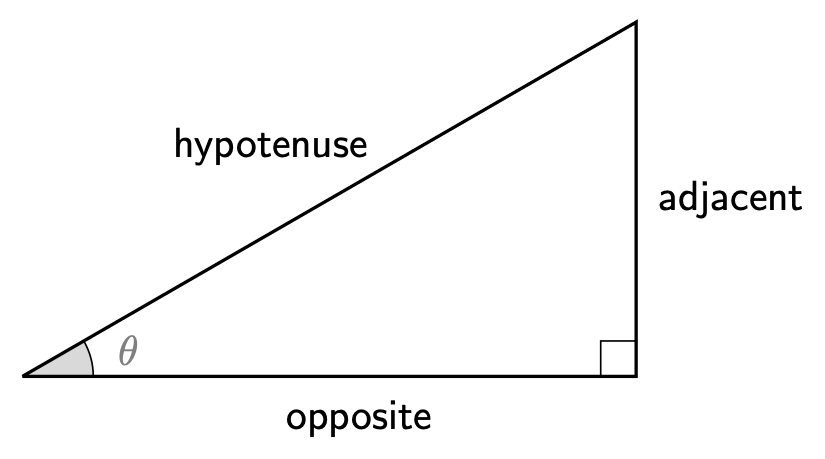 hypotenuse
adjacent
θ
opposite